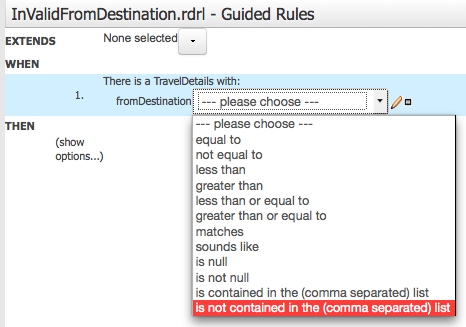 InValidFromDestination.rdrl - Guided Rules
EXTENDS None selected
WHEN
There is a TravelDetails with:
1. fromDestination --- please choose ---
--- please choose ---
equal to
not equal to
less than
greater than
less than or equal to
greater than or equal to
matches
sounds like
is null
is not null
is contained in the (comma separated) list
is not contained in the (comma separated) list
THEN
(show
options...)